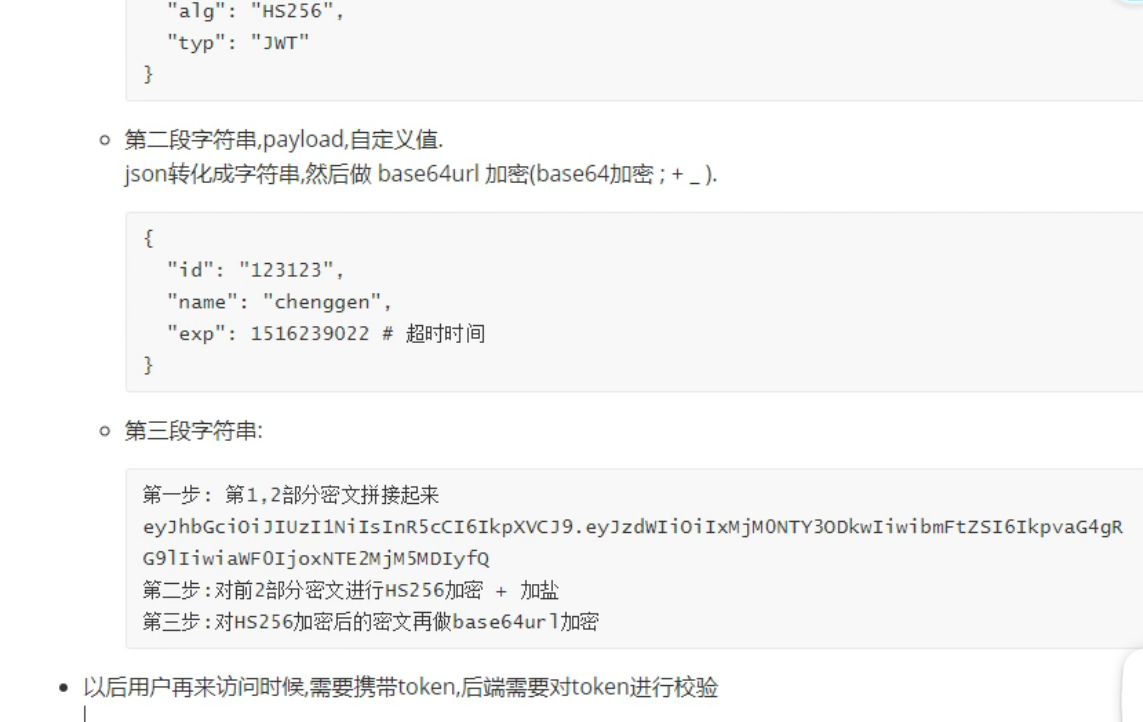 "alg": "HS256",
"typ": "JWT"
}
第二段字符串,payload,自定义值.
json转化成字符串,然后做 base64url 加密(base64加密 ; + _ ).
{
"id": "123123",
"name": "chenggen",
"exp": 1516239022 # 超时时间
}
第三段字符串:
第一步: 第1,2部分密文拼接起来
eyJhbGciOiJIUzI1NiIsInR5cCI6IkpXVCJ9.eyJzdWIiOiIxMjM0NTY3ODkwIiwibmFtZSI6IkpvaG4gR
G9lIiwiaWF0IjoxNTE2MjM5MDIyfQ
第二步:对前2部分密文进行HS256加密 + 加盐
第三步:对HS256加密后的密文再做base64url加密
以后用户再来访问时候,需要携带token,后端需要对token进行校验